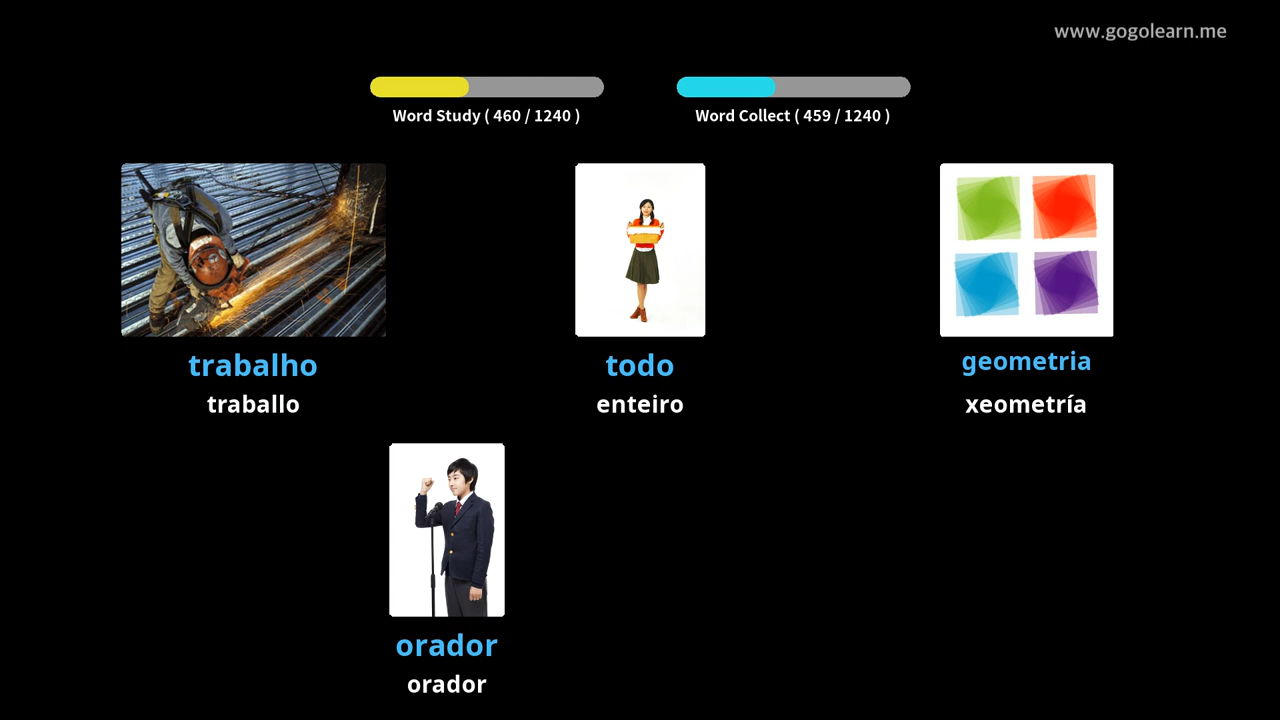 www.gogolearn.me
Word Study ( 460 / 1240 )
Word Collect ( 459 / 1240 )
trabalho
traballo
todo
enteiro
geometria
xeometría
orador
orador